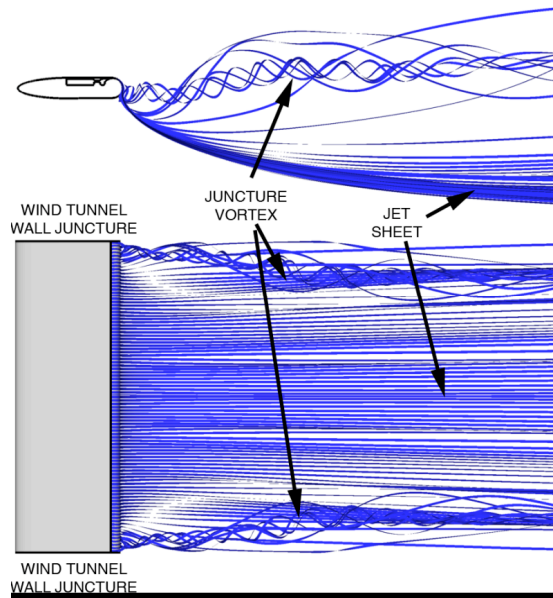 JUNCTURE
VORTEX
JET
SHEET
WIND TUNNEL
WALL JUNCTURE
WIND TUNNEL
WALL JUNCTURE